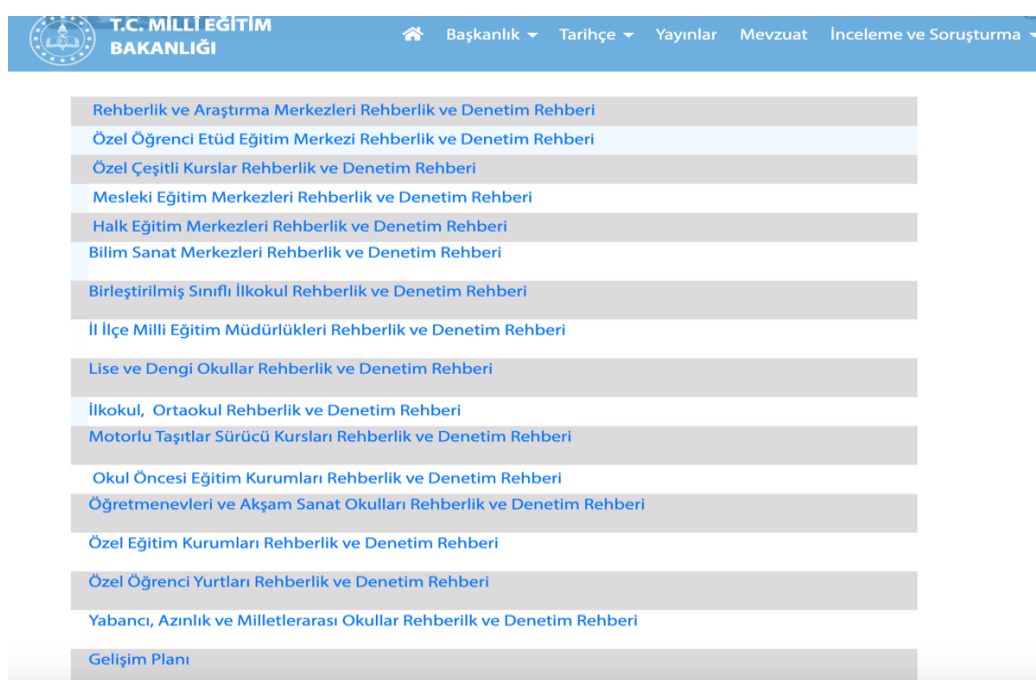 T.C. MİLLÎ EĞİTİM
BAKANLIĞI
Başkanlık Tarihçe Yayınlar Mevzuat İnceleme ve Soruşturma
Rehberlik ve Araştırma Merkezleri Rehberlik ve Denetim Rehberi
Özel Öğrenci Etüd Eğitim Merkezi Rehberlik ve Denetim Rehberi
Özel Çeşitli Kurslar Rehberlik ve Denetim Rehberi
Mesleki Eğitim Merkezleri Rehberlik ve Denetim Rehberi
Halk Eğitim Merkezleri Rehberlik ve Denetim Rehberi
Bilim Sanat Merkezleri Rehberlik ve Denetim Rehberi
Birleştirilmiş Sınıflı İlkokul Rehberlik ve Denetim Rehberi
İl İlçe Milli Eğitim Müdürlükleri Rehberlik ve Denetim Rehberi
Lise ve Dengi Okullar Rehberlik ve Denetim Rehberi
İlkokul, Ortaokul Rehberlik ve Denetim Rehberi
Motorlu Taşıtlar Sürücü Kursları Rehberlik ve Denetim Rehberi
Okul Öncesi Eğitim Kurumları Rehberlik ve Denetim Rehberi
Öğretmenevleri ve Akşam Sanat Okulları Rehberlik ve Denetim Rehberi
Özel Eğitim Kurumları Rehberlik ve Denetim Rehberi
Özel Öğrenci Yurtları Rehberlik ve Denetim Rehberi
Yabancı, Azınlık ve Milletlerarası Okullar Rehberilk ve Denetim Rehberi
Gelişim Planı